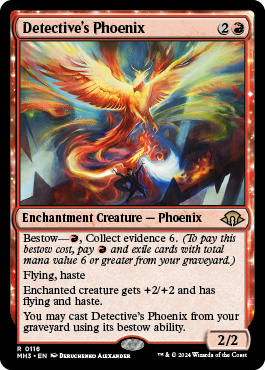 Detective's Phoenix 2
Enchantment Creature — Phoenix
Bestow—, Collect evidence 6. (To pay this
bestow cost, pay and exile cards with total
mana value 6 or greater from your graveyard.)
Flying, haste
Enchanted creature gets +2/+2 and has
flying and haste.
You may cast Detective's Phoenix from your
graveyard using its bestow ability.
2/2
R 0116
MH3 • EN Deruchenko Alexander
™ & © 2024 Wizards of the Coast